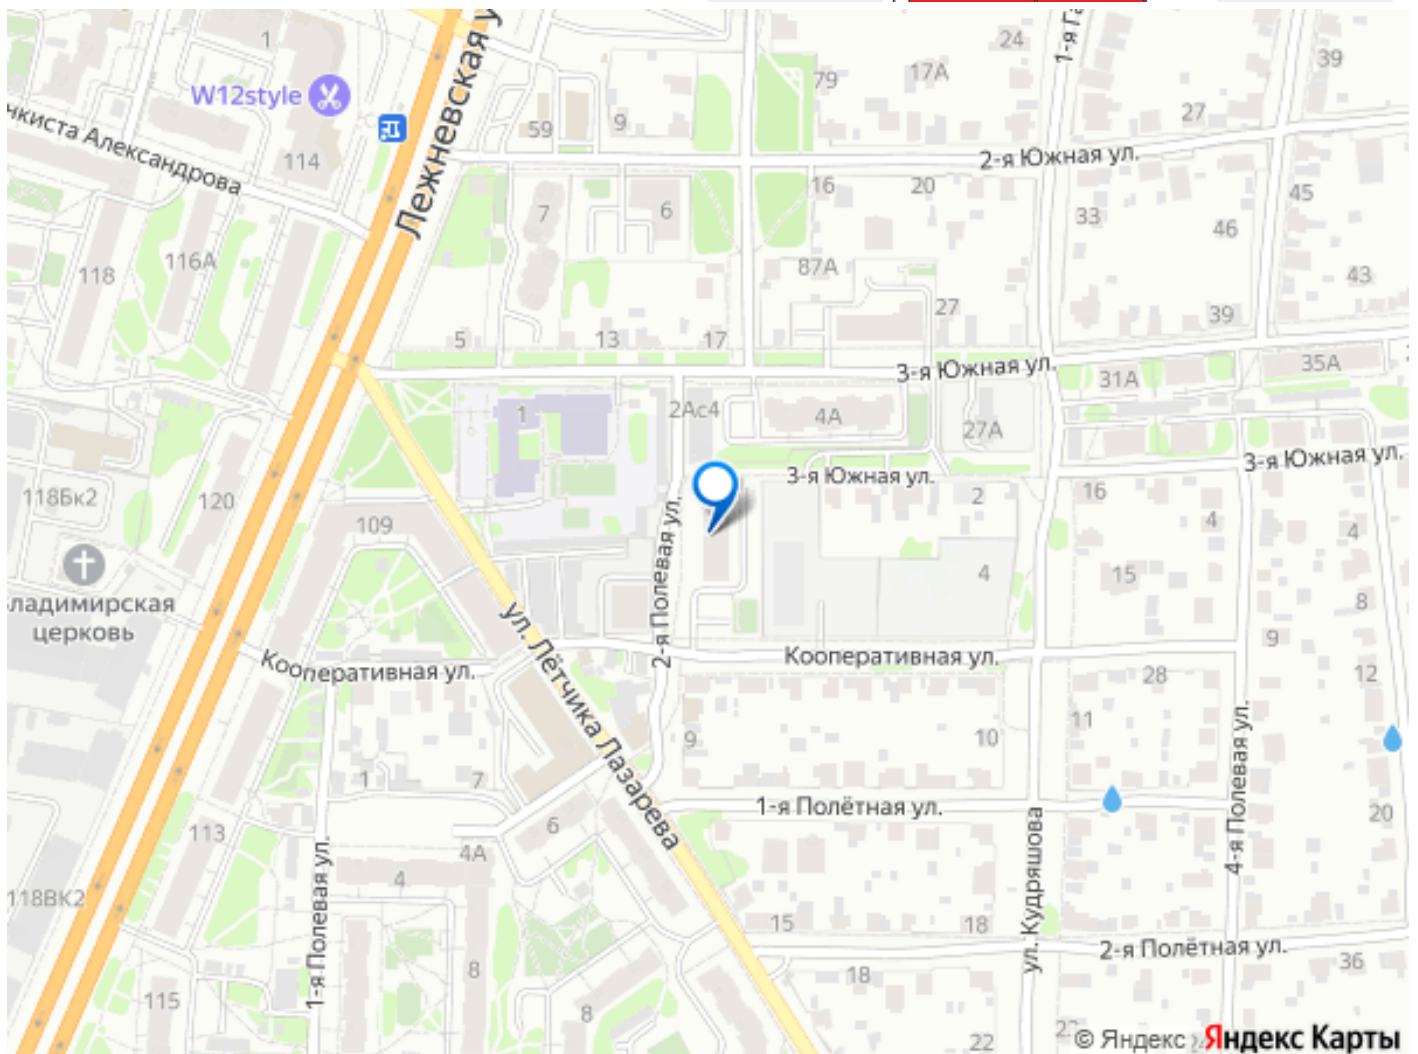 1
Лежневская у
24
1-я Га
39
79
17А
W12style
27
нкиста Александрова
59
9
114
2-я Южная ул.
16
20
45
7
6
33
46
118
116А
87А
43
27
39
5
13
17
3-я Южная ул.
35А
31А
1
2Ас4
4А
27А
3-я Южная ул.
3-я Южная ул.
118Бк2
120
109
2
16
4
4
2-я Полевая ул.
4
15
8
ладимирская
церковь
ул. Лётчика Лазарева
9
Кооперативная ул.
Кооперативная ул.
28
12
11
9
10
4-я Полевая ул.
1
7
1-я Полётная ул.
20
113
6
4А
ул. Кудряшова
4
118ВК2
1-я Полевая ул.
15
18
2-я Полётная ул.
8
18
36
115
8
22
© Яндекс
Яндекс Карты